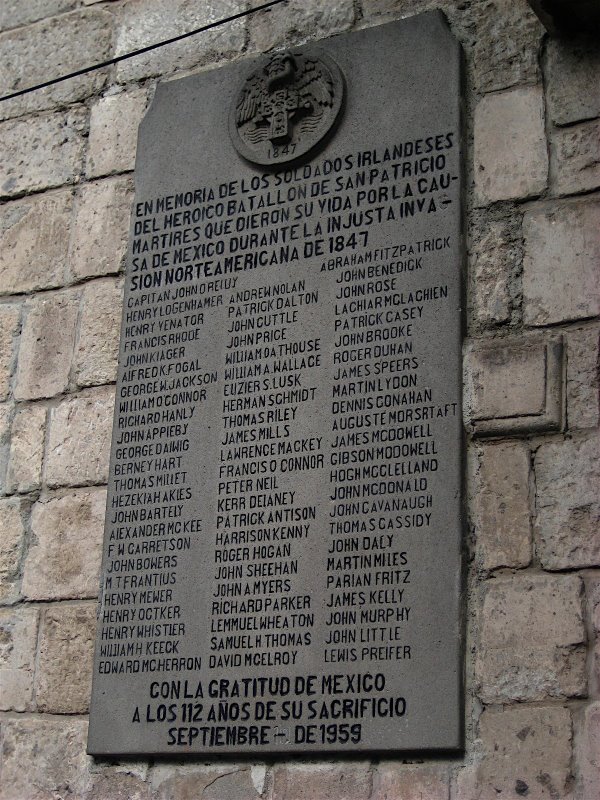 1847
EN MEMORIA DE LOS SOLDADOS IRLANDESES
DEL HEROICO BATALLON DE SAN PATRICIO
MARTIRES QUE DIERON SU VIDA POR LA CAU-
SA DE MEXICO DURANTE LA INJUSTA INVA-
SION NORTEAMERICANA DE 1847
CAPITAN JOHN O REIUY
HENRY LOGENHAMER
HENRY VENATOR
FRANCIS RHODE
JOHN KIAGER
ALFRED K FOGAL
GEORGE W. JACKSON
WILLIAM O CONNOR
RICHARD HANLY
JOHN APPIEBY
GEORGE DALWIG
BERNEY HART
THOMAS MILLET
HEZEKIAH AKIES
JOHN BARTELY
ALEXANDER MCKEE
F W GARRETSON
JOHN BOWERS
M T FRANTIUS
HENRY MEWER
HENRY OCTKER
HENRY WHISTIER
WILLIAM H KEECK
EDWARD MCHERRON
ANDREW NOLAN
PATRICK DALTON
JOHN CUTTLE
JOHN PRICE
WILLIAM OATHOUSE
WILLIAM A. WALLACE
ELIZIER S. LUSK
HERMAN SCHMIDT
THOMAS RILEY
JAMES MILLS
LAWRENCE MACKEY
FRANCIS O CONNOR
PETER NEIL
KERR DELANEY
PATRICK ANTISON
HARRISON KENNY
ROGER HOGAN
JOHN SHEEHAN
JOHN A MYERS
RICHARD PARKER
LEMMUEL WHEATON
SAMUEL H THOMAS
DAVID MCELROY
ABRAHAM FITZPATRICK
JOHN BENEDICK
JOHN ROSE
LACHIAR MCLACHIEN
PATRICK CASEY
JOHN BROOKE
ROGER DUHAN
JAMES SPEERS
MARTIN LYDON
DENNIS CONAHAN
AUGUSTE MORSRTAFT
JAMES MCDOWELL
GIBSON MCDOWELL
HOGH MCCLELLAND
JOHN MCDONALD
JOHN CAVANAUGH
THOMAS CASSIDY
JOHN DALY
MARTIN MILES
PARIAN FRITZ
JAMES KELLY
JOHN MURPHY
JOHN LITTLE
LEWIS PREIFER
CON LA GRATITUD DE MEXICO
A LOS 112 AÑOS DE SU SACRIFICIO
SEPTIEMBRE - DE 1959